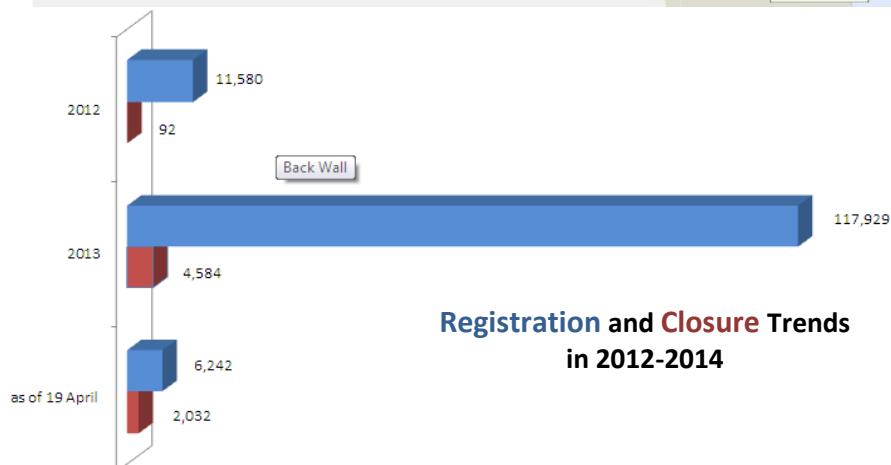 11,580
2012
92
Back Wall
117,929
2013
4,584
Registration and Closure Trends
in 2012-2014
6,242
as of 19 April
2,032